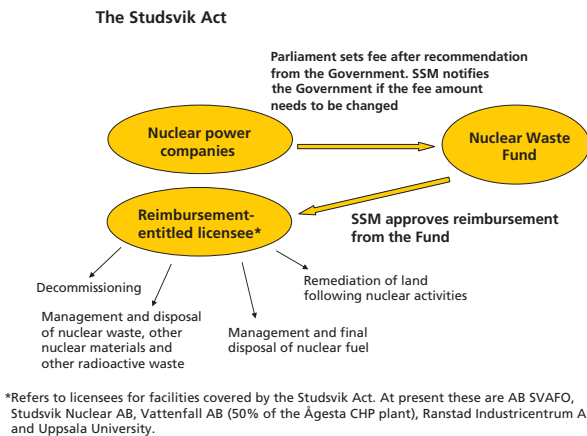 The Studsvik Act
Parliament sets fee after recommendation
from the Government. SSM notifies
the Government if the fee amount
needs to be changed
Nuclear power
companies
Nuclear Waste
Fund
Reimbursement-
entitled licensee*
SSM approves reimbursement
from the Fund
Decommissioning
Remediation of land
following nuclear activities
Management and disposal
of nuclear waste, other
nuclear materials and
other radioactive waste
Management and final
disposal of nuclear fuel
*Refers to licensees for facilities covered by the Studsvik Act. At present these are AB SVAFO,
Studsvik Nuclear AB, Vattenfall AB (50% of the Ågesta CHP plant), Ranstad Industricentrum A
and Uppsala University.